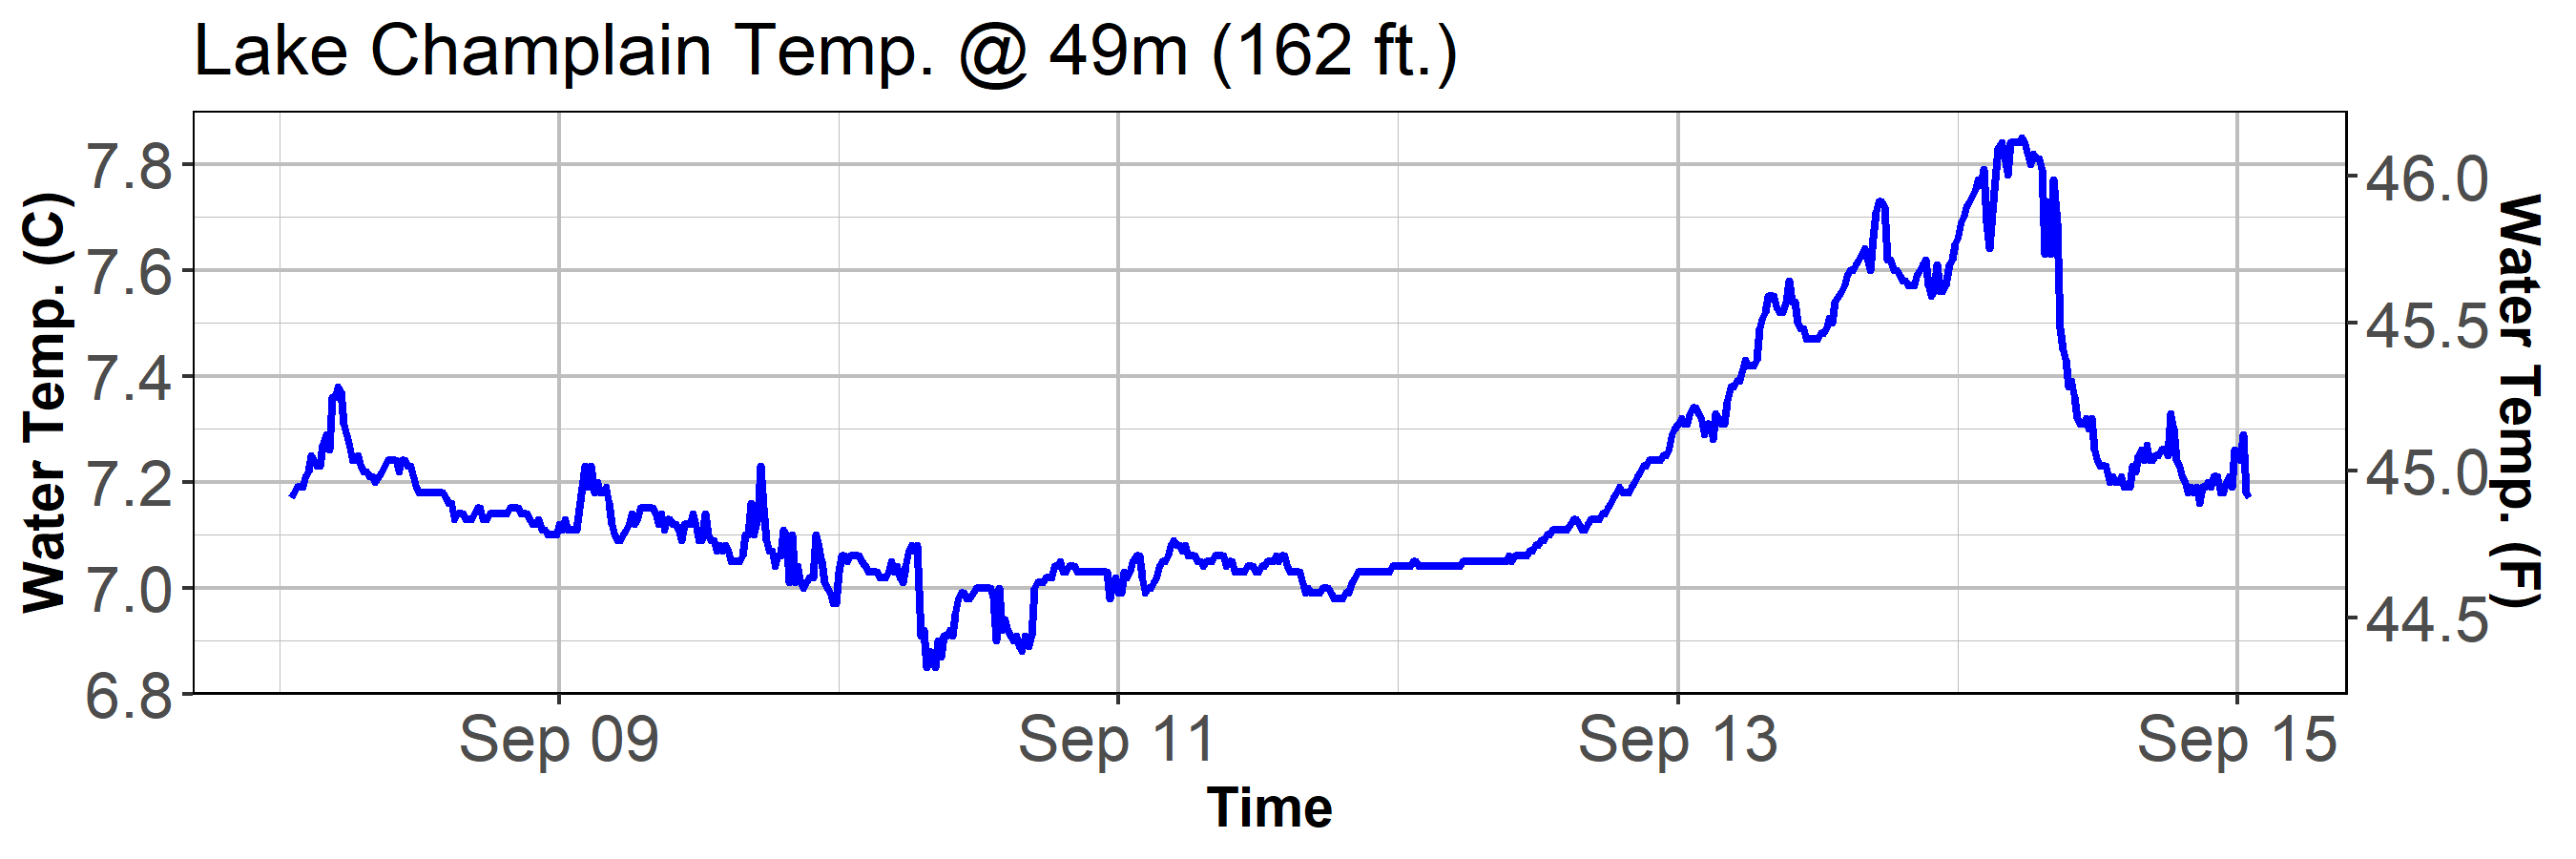 Lake Champlain Temp. @ 49m (162 ft.)
Water Temp. (C)
7.8
7.6
7.4
7.2
7.0
6.8
46.0
45.5
45.0
44.5
Water Temp. (F)
Sep 09
Sep 11
Sep 13
Sep 15
Time